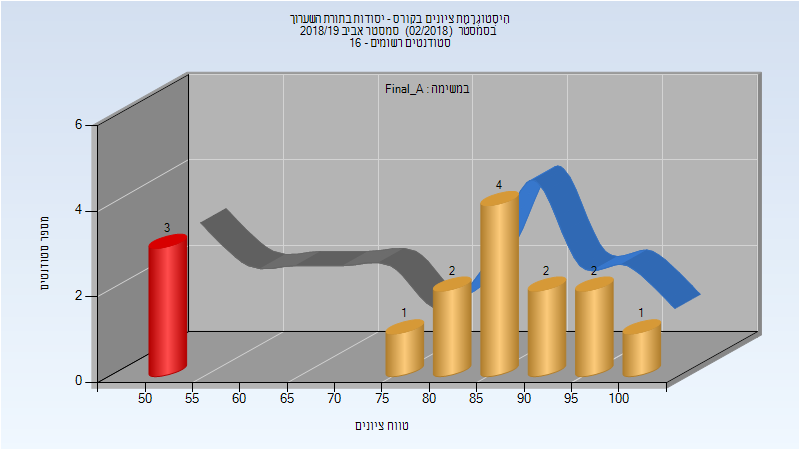 היסטוגרמת ציונים בקורס - יסודות בתורת השערוך
בסמסטר (02/2018) סמסטר אביב 2018/19
סטודנטים רשומים - 16
במשימה : Final_A
מספר סטודנטים
6
4
2
0
3
1
2
4
2
2
1
50 55 60 65 70 75 80 85 90 95 100
טווח ציונים